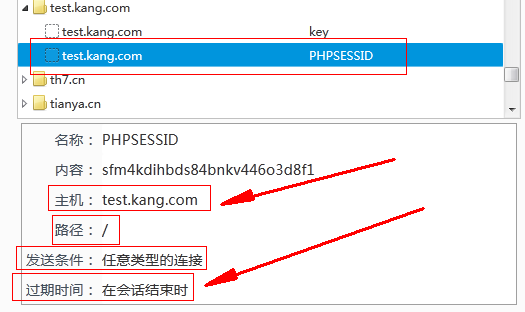 test.kang.com
test.kang.com key
test.kang.com PHPSESSID
th7.cn
tianya.cn
名称： PHPSESSID
内容： sfm4kdihbds84bnkv446o3d8f1
主机： test.kang.com
路径： /
发送条件： 任意类型的连接
过期时间： 在会话结束时